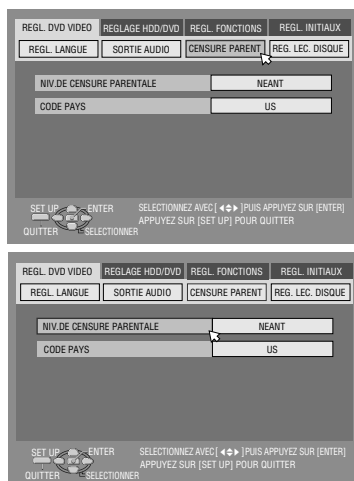 REGL. DVD VIDEO REGLAGE HDD/DVD REGL. FONCTIONS REGL. INITIAUX
REGL. LANGUE SORTIE AUDIO CENSURE PARENT REG. LEC. DISQUE
NIV.DE CENSURE PARENTALE NEANT
CODE PAYS US
SET UP ENTER SELECTIONNEZ AVEC[ ]PUIS APPUYEZ SUR [ENTER]
QUITTER SELECTIONNER APPUYEZ SUR [SET UP] POUR QUITTER
REGL. DVD VIDEO REGLAGE HDD/DVD REGL. FONCTIONS REGL. INITIAUX
REGL. LANGUE SORTIE AUDIO CENSURE PARENT REG. LEC. DISQUE
NIV.DE CENSURE PARENTALE NEANT
CODE PAYS US
SET UP ENTER SELECTIONNEZ AVEC[ ]PUIS APPUYEZ SUR [ENTER]
QUITTER SELECTIONNER APPUYEZ SUR [SET UP] POUR QUITTER